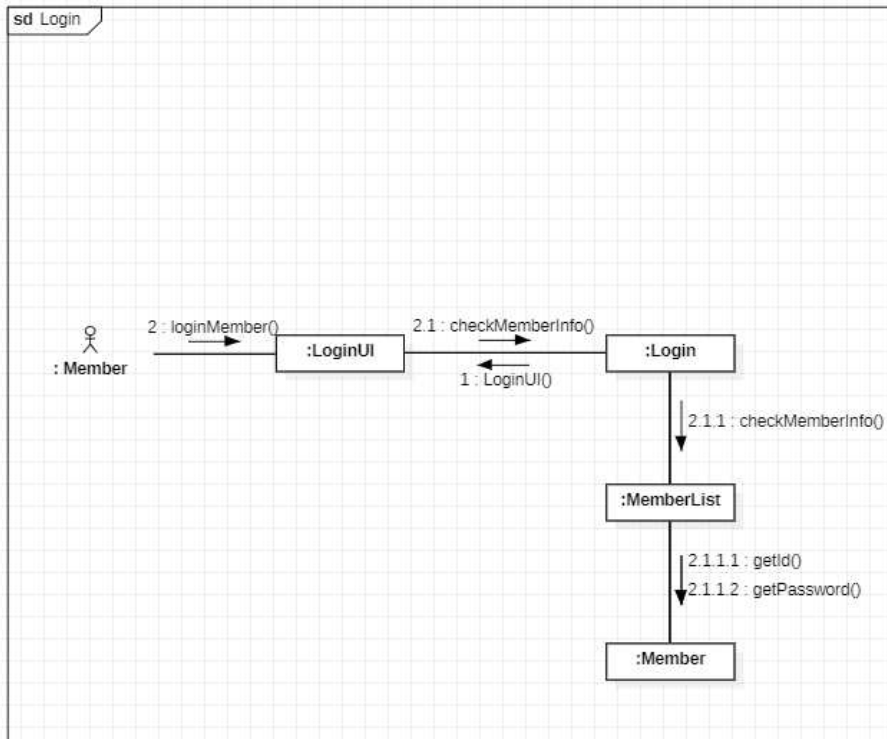 sd Login
2 : loginMember()
2.1 : checkMemberInfo()
: Member
:LoginUI
:Login
1 : LoginUI()
2.1.1 : checkMemberInfo()
:MemberList
2.1.1.1 : getId()
2.1.1.2 : getPassword()
:Member